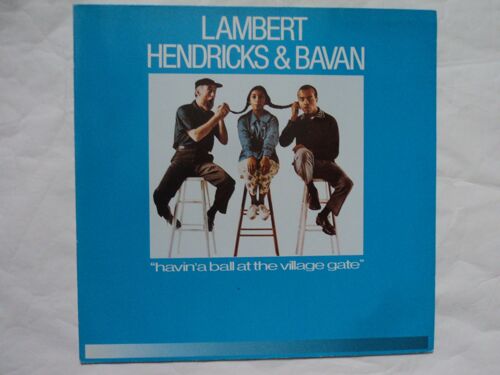 LAMBERT
HENDRICKS & BAVAN
"havin'a ball at the village gate"